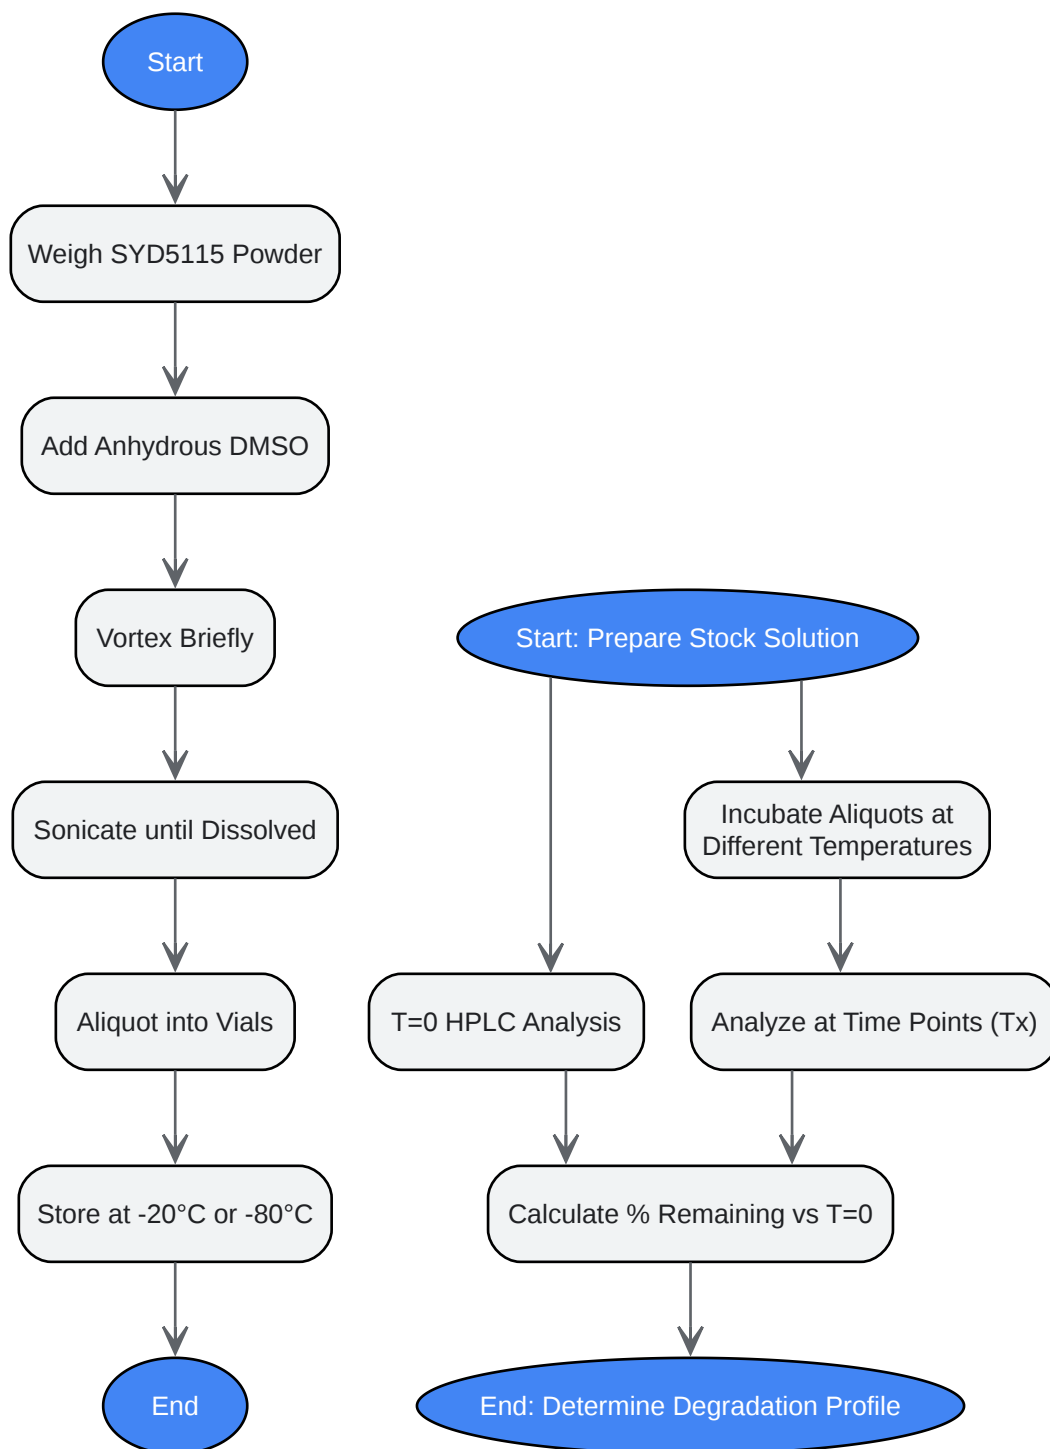 Start
Weigh SYD5115 Powder
Add Anhydrous DMSO
Vortex Briefly
Sonicate until Dissolved
Aliquot into Vials
Store at -20°C or -80°C
End
Start: Prepare Stock Solution
Incubate Aliquots at
Different Temperatures
T=0 HPLC Analysis
Analyze at Time Points (Tx)
Calculate % Remaining vs T=0
End: Determine Degradation Profile